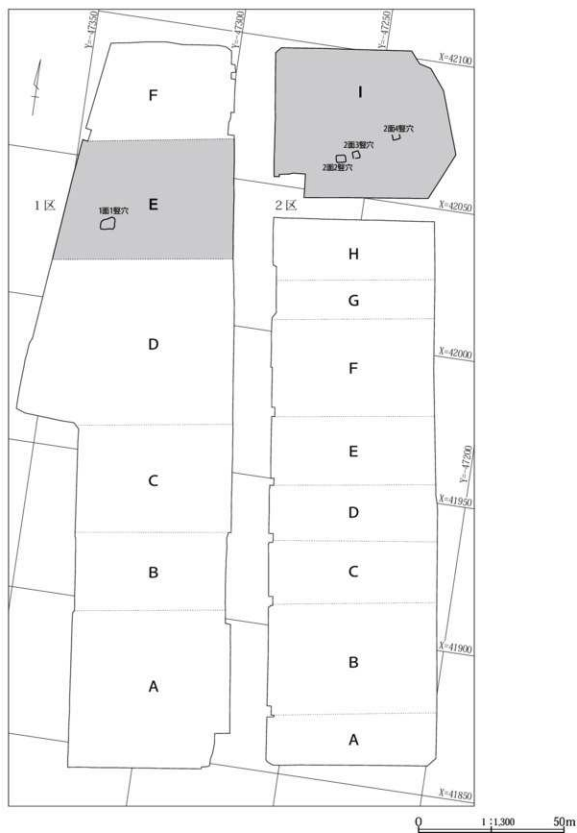 Y=-47350
Y=-47300
Y=-47250
X=42100
F
I
2面4竪穴
2面3竪穴
2面2竪穴
1区
E
1面1竪穴
2区
X=42050
H
G
D
F
X=42000
E
Y=-47200
C
D
X=41950
B
C
A
B
X=41900
A
X=41850
0
1:1,300
50m